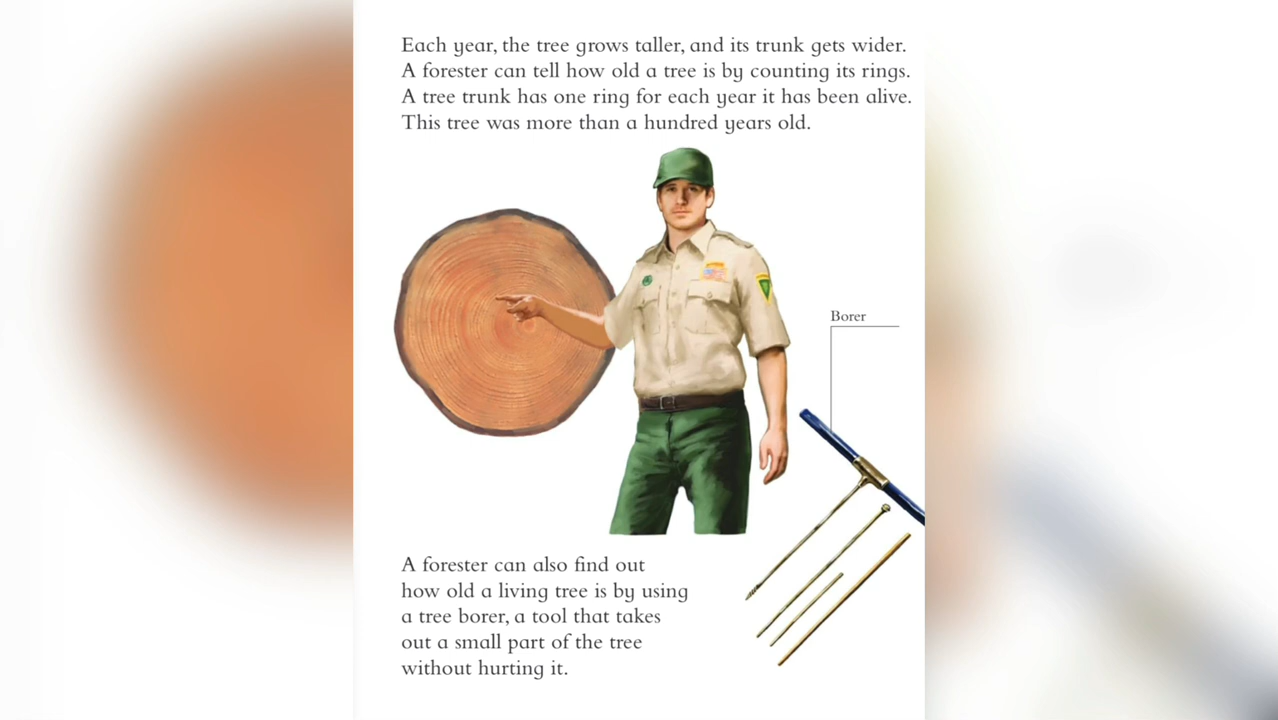 Each year, the tree grows taller, and its trunk gets wider.
A forester can tell how old a tree is by counting its rings.
A tree trunk has one ring for each year it has been alive.
This tree was more than a hundred years old.
Borer
A forester can also find out
how old a living tree is by using
a tree borer, a tool that takes
out a small part of the tree
without hurting it.